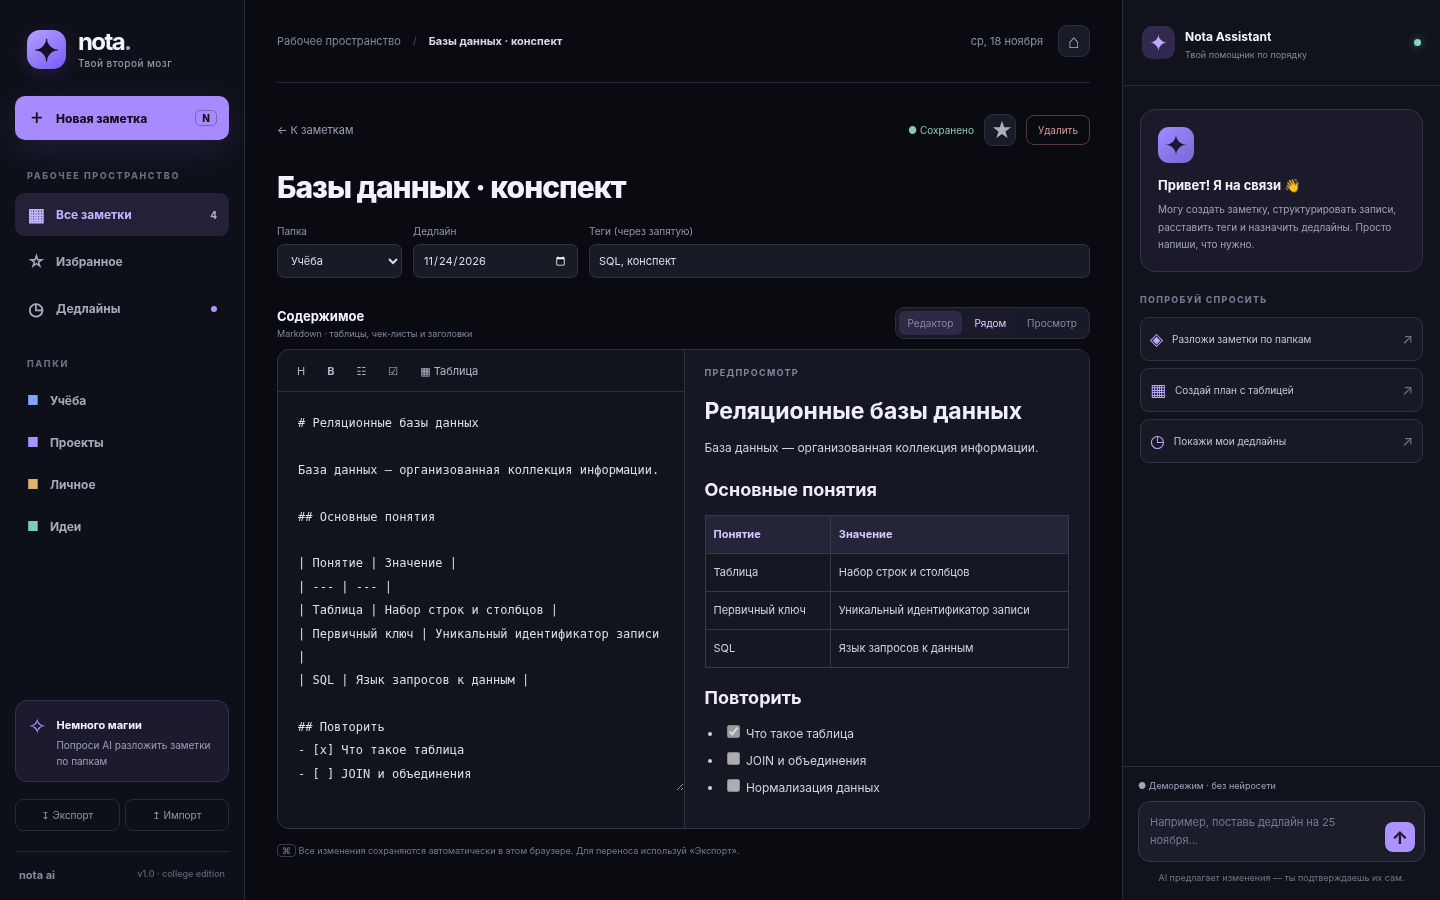 nota.
Твой второй мозг
+ Новая заметка N
РАБОЧЕЕ ПРОСТРАНСТВО
Все заметки 4
Избранное
Дедлайны
ПАПКИ
Учёба
Проекты
Личное
Идеи
Немного магии
Попроси AI разложить заметки
по папкам
↧ Экспорт
↥ Импорт
nota ai
v1.0 · college edition
Рабочее пространство / Базы данных · конспект
ср, 18 ноября
← К заметкам
Сохранено
Удалить
Базы данных · конспект
Папка
Дедлайн
Теги (через запятую)
Учёба
11/24/2026
SQL, конспект
Содержимое
Markdown · таблицы, чек-листы и заголовки
Редактор
Рядом
Просмотр
H B ☷ ☑ ▦ Таблица
# Реляционные базы данных
База данных — организованная коллекция информации.
## Основные понятия
| Понятие | Значение |
| --- | --- |
| Таблица | Набор строк и столбцов |
| Первичный ключ | Уникальный идентификатор записи
|
| SQL | Язык запросов к данным |
## Повторить
- [x] Что такое таблица
- [ ] JOIN и объединения
ПРЕДПРОСМОТР
Реляционные базы данных
База данных — организованная коллекция информации.
Основные понятия
Понятие Значение
Таблица Набор строк и столбцов
Первичный ключ Уникальный идентификатор записи
SQL Язык запросов к данным
Повторить
Что такое таблица
JOIN и объединения
Нормализация данных
⌘ Все изменения сохраняются автоматически в этом браузере. Для переноса используй «Экспорт».
Nota Assistant
Твой помощник по порядку
Привет! Я на связи 👋
Могу создать заметку, структурировать записи,
расставить теги и назначить дедлайны. Просто
напиши, что нужно.
ПОПРОБУЙ СПРОСИТЬ
Разложи заметки по папкам ↗
Создай план с таблицей ↗
Покажи мои дедлайны ↗
Деморежим · без нейросети
Например, поставь дедлайн на 25
ноября...
AI предлагает изменения — ты подтверждаешь их сам.